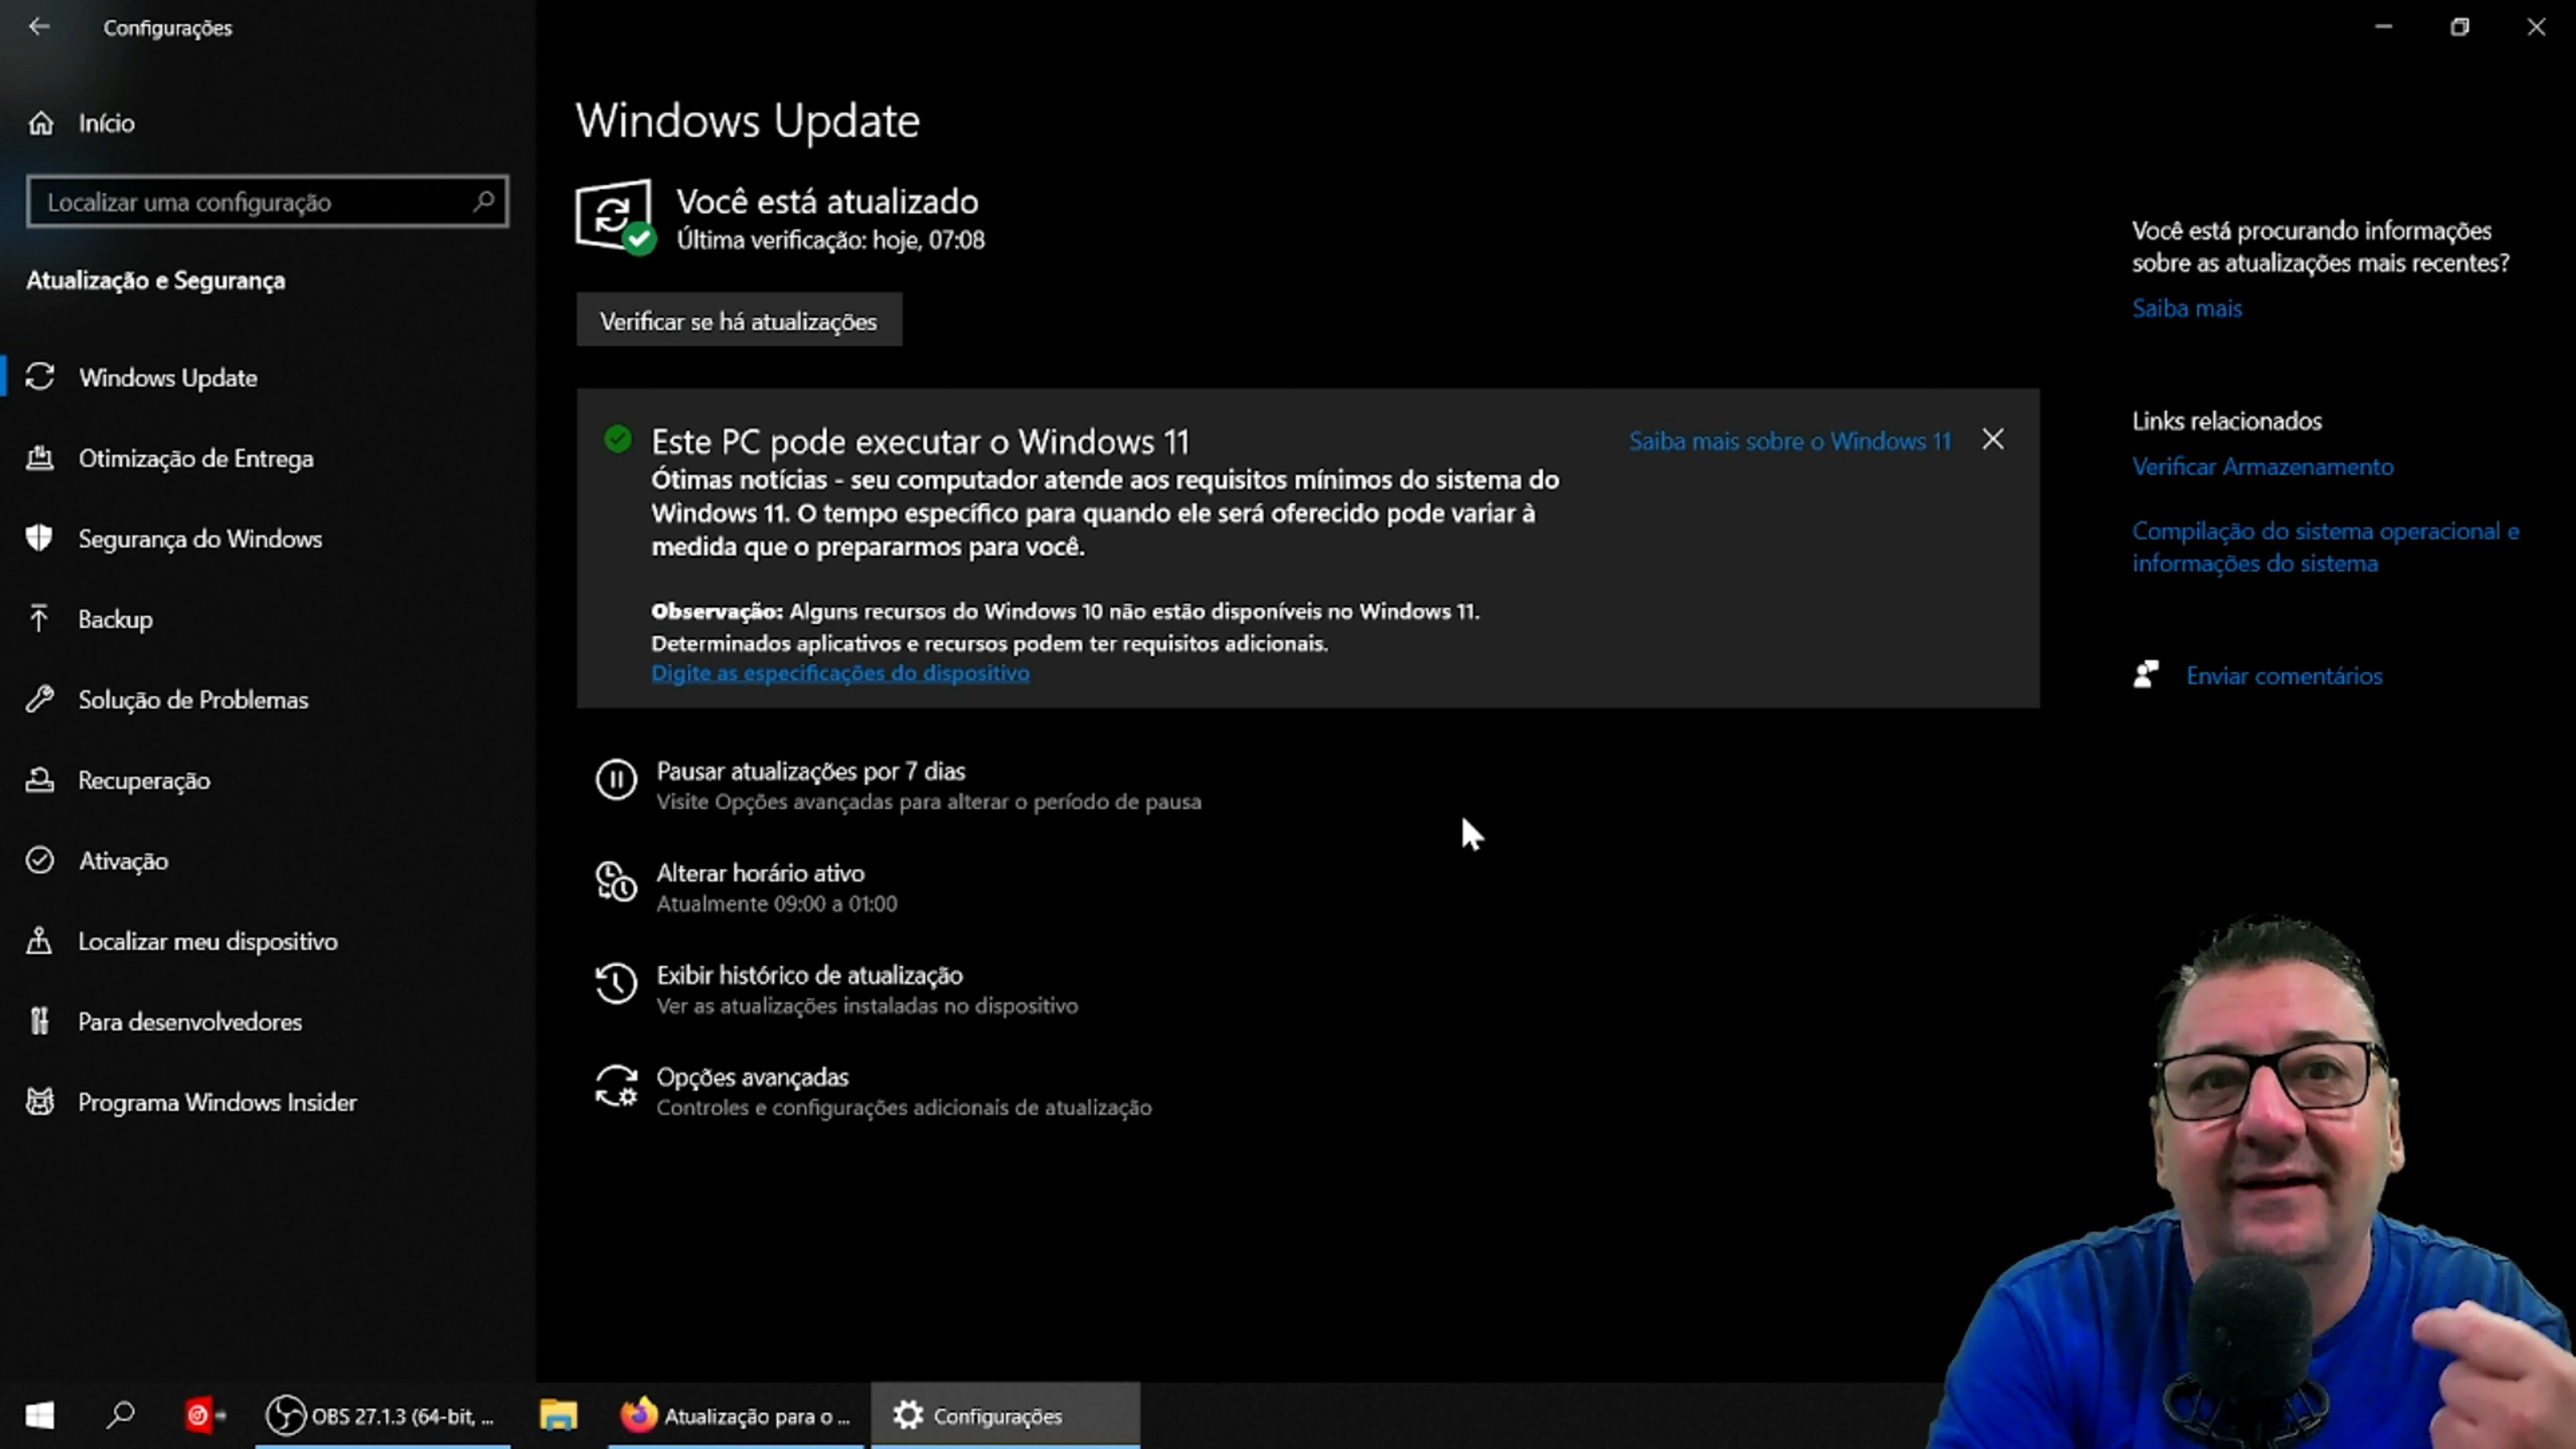 Configurações
Início
Localizar uma configuração
Atualização e Segurança
Windows Update
Otimização de Entrega
Segurança do Windows
Backup
Solução de Problemas
Recuperação
Ativação
Localizar meu dispositivo
Para desenvolvedores
Programa Windows Insider
Windows Update
Você está atualizado
Última verificação: hoje, 07:08
Verificar se há atualizações
Este PC pode executar o Windows 11
Saiba mais sobre o Windows 11
Ótimas notícias - seu computador atende aos requisitos mínimos do sistema do
Windows 11. O tempo específico para quando ele será oferecido pode variar à
medida que o prepararmos para você.
Observação: Alguns recursos do Windows 10 não estão disponíveis no Windows 11.
Determinados aplicativos e recursos podem ter requisitos adicionais.
Digite as especificações do dispositivo
Pausar atualizações por 7 dias
Visite Opções avançadas para alterar o período de pausa
Alterar horário ativo
Atualmente 09:00 a 01:00
Exibir histórico de atualização
Ver as atualizações instaladas no dispositivo
Opções avançadas
Controles e configurações adicionais de atualização
Você está procurando informações
sobre as atualizações mais recentes?
Saiba mais
Links relacionados
Verificar Armazenamento
Compilação do sistema operacional e
informações do sistema
Enviar comentários
OBS 27.1.3 (64-bit, ...
Atualização para o ...
Configurações